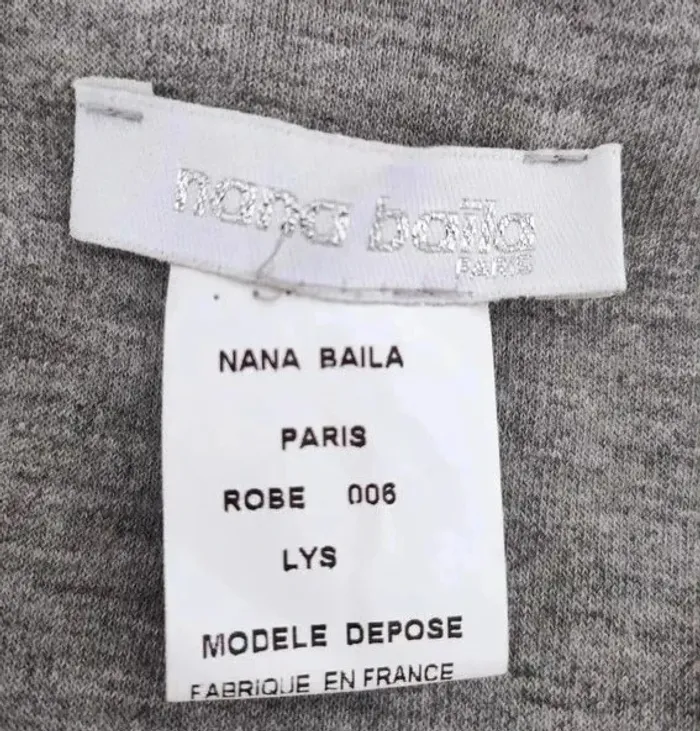 nana baila
PARIS
NANA BAILA
PARIS
ROBE 006
LYS
MODELE DEPOSE
FABRIQUE EN FRANCE